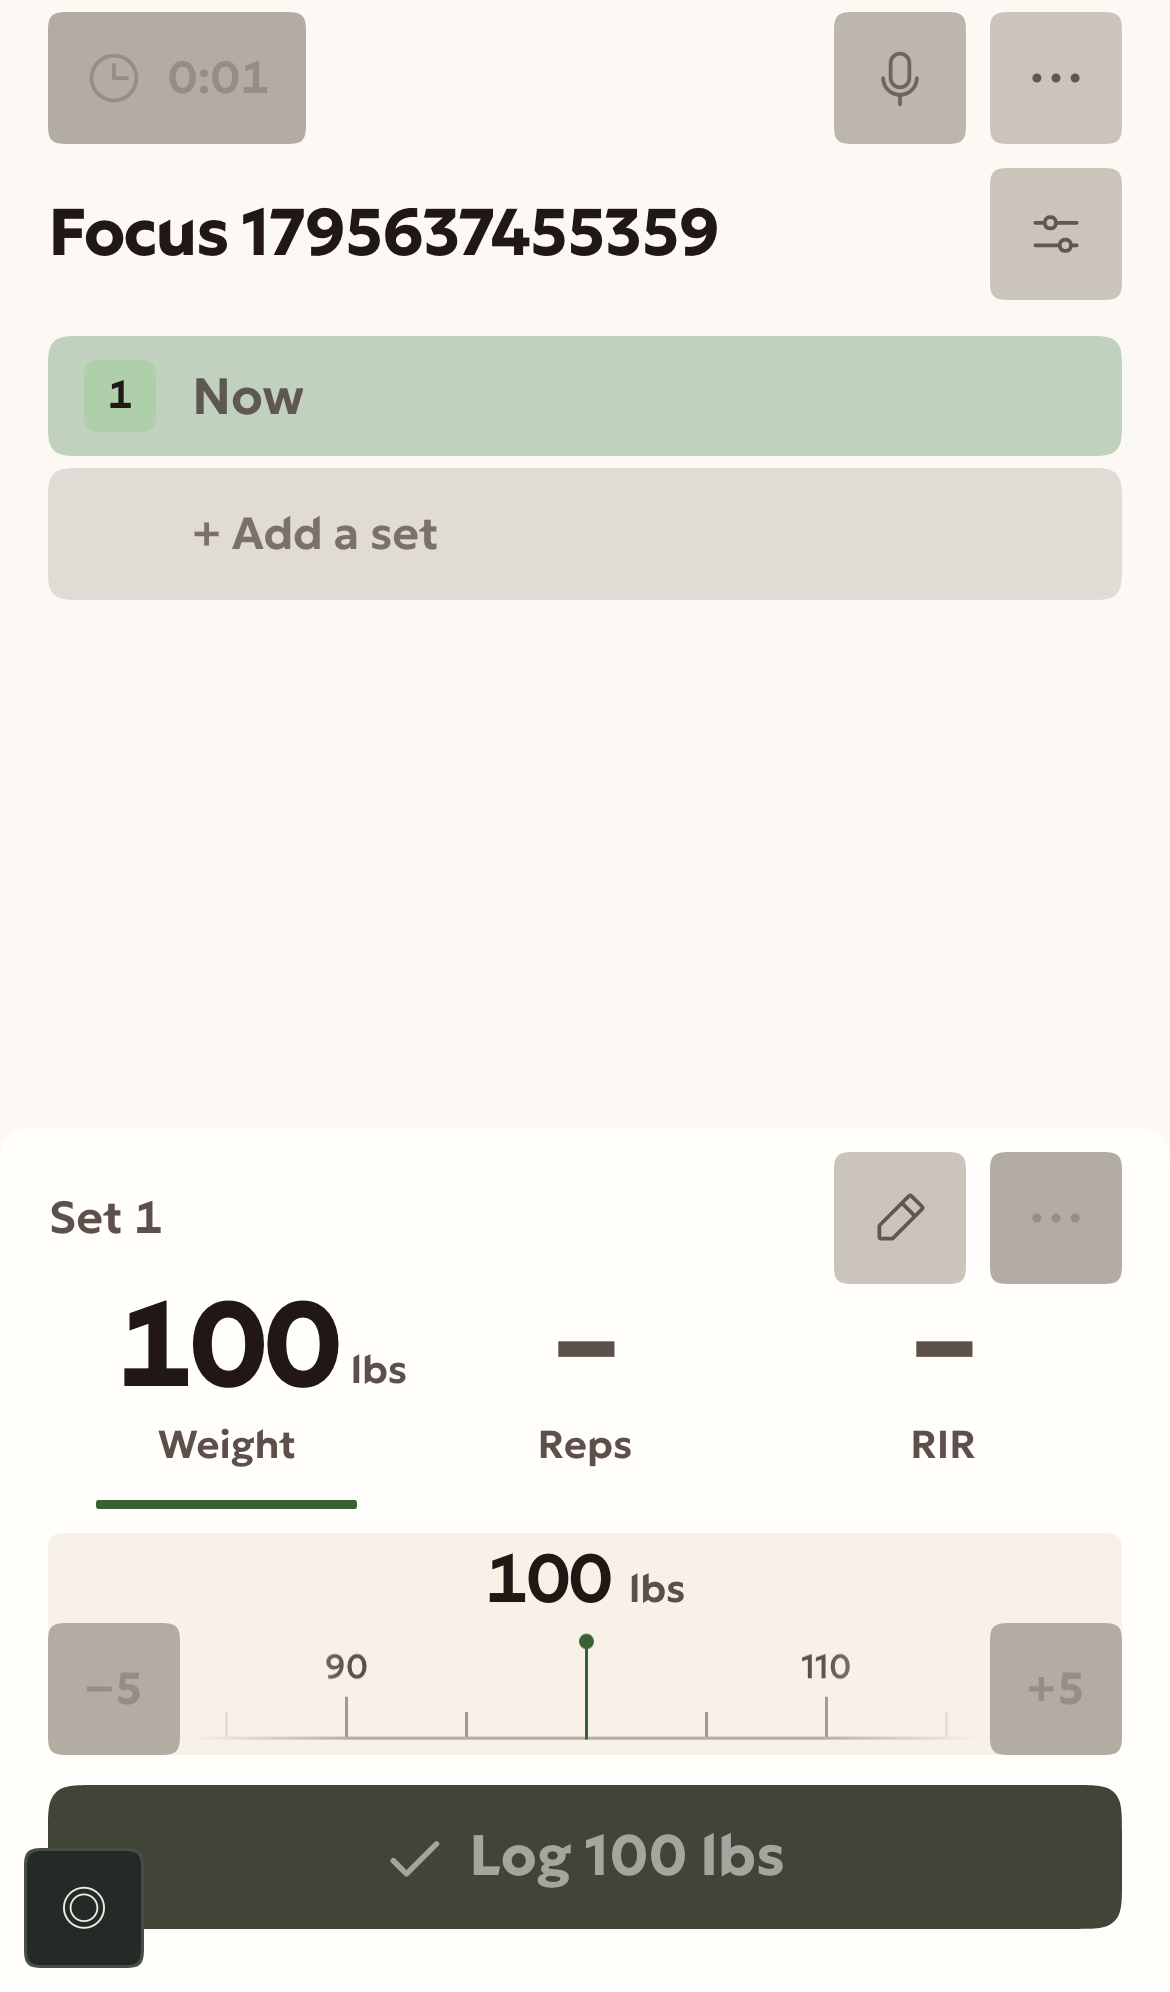 0:01
Focus 1795637455359
1 Now
+ Add a set
Set 1
100 lbs – –
Weight Reps RIR
100 lbs
90 110
−5 +5
Log 100 lbs